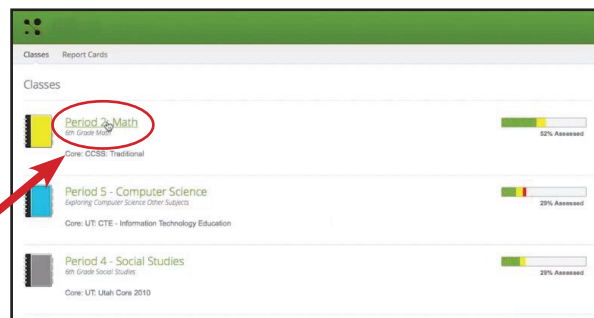 Classes Report Cards
Classes
Period 2: Math
6th Grade Math
52% Assessed
Core: CCSS: Traditional
Period 5 - Computer Science
Exploring Computer Science Other Subjects
29% Assessed
Core: UT: CTE - Information Technology Education
Period 4 - Social Studies
6th Grade Social Studies
28% Assessed
Core: UT: Utah Core 2010